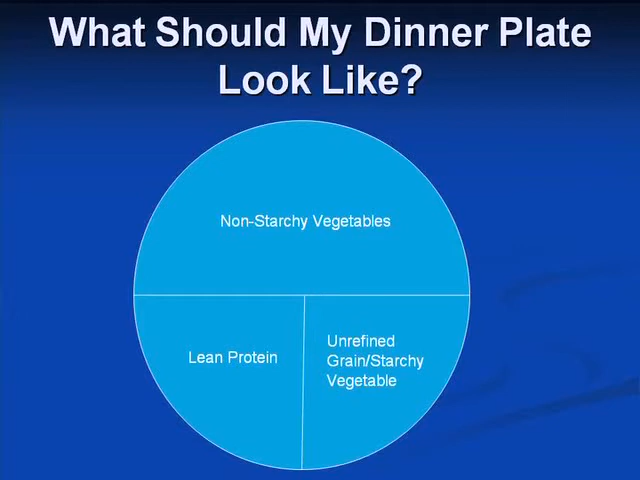 What Should My Dinner Plate
Look Like?
Non-Starchy Vegetables
Lean Protein
Unrefined
Grain/Starchy
Vegetable